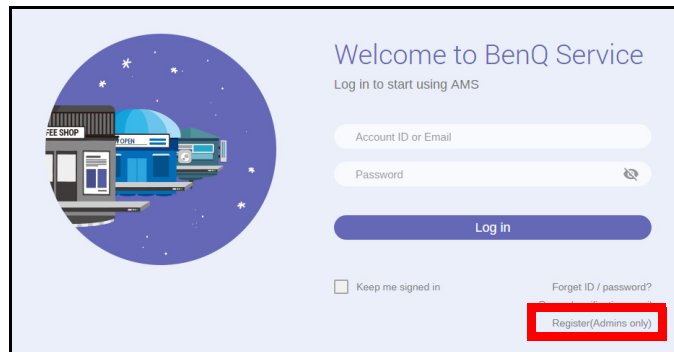 Welcome to BenQ Service
Log in to start using AMS
FEE SHOP
OPEN
Account ID or Email
Password
Log in
Keep me signed in
Forget ID / password?
Register(Admins only)